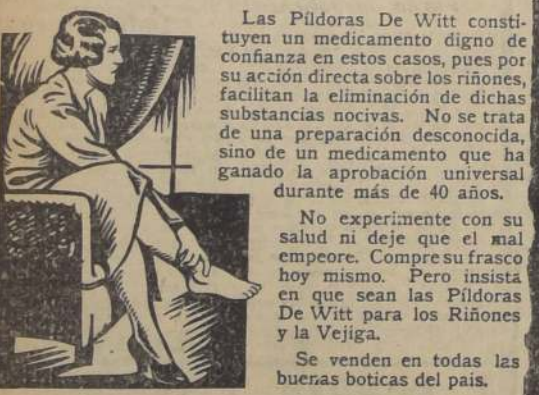 Las Píldoras De Witt consti-
tuyen un medicamento digno de
confianza en estos casos, pues por
su acción directa sobre los riñones,
facilitan la eliminación de dichas
substancias nocivas. No se trata
de una preparación desconocida,
sino de un medicamento que ha
ganado la aprobación universal
durante más de 40 años.
No experimente con su
salud ni deje que el mal
empeore. Compre su frasco
hoy mismo. Pero insista
en que sean las Píldoras
De Witt para los Riñones
y la Vejiga.
Se venden en todas las
buenas boticas del pais.